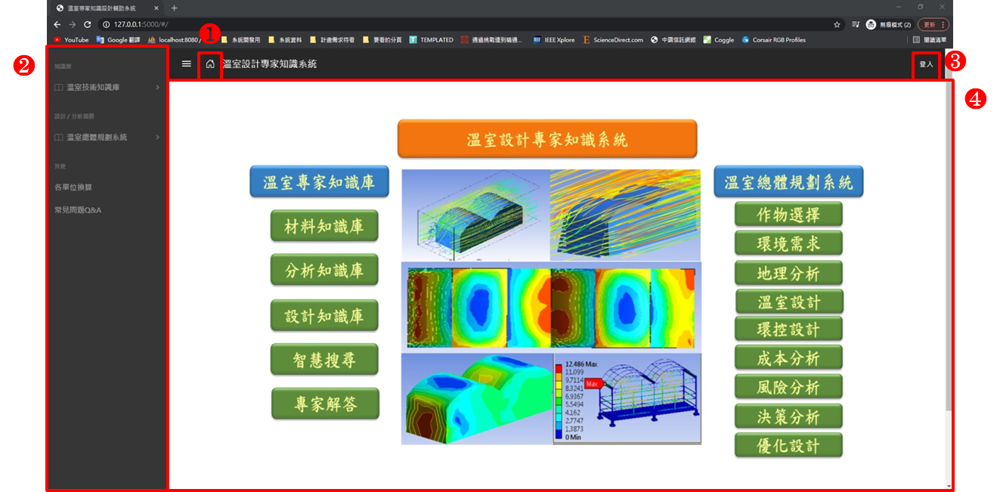 溫室專家知識設計輔助系統
127.0.0.1:5000/#/
無痕模式 (2)
更新
YouTube
Google 翻譯
localhost:8080/
系統開發用
系統資料
計畫需求待看
要看的分頁
TEMPLATED
通過挑戰達到精通...
IEEE Xplore
ScienceDirect.com
中國信託網銀
Coggle
Corsair RGB Profiles
閱讀清單
1
2
3
4
知識庫
溫室技術知識庫
設計 / 分析規劃
溫室總體規劃系統
其他
各單位換算
常見問題Q&A
溫室設計專家知識系統
登入
溫室設計專家知識系統
溫室專家知識庫
材料知識庫
分析知識庫
設計知識庫
智慧搜尋
專家解答
12.486 Max
11.099
9.7114
8.3241
6.9367
5.5494
4.162
2.7747
1.3873
0 Min
Max
溫室總體規劃系統
作物選擇
環境需求
地理分析
溫室設計
環控設計
成本分析
風險分析
決策分析
優化設計